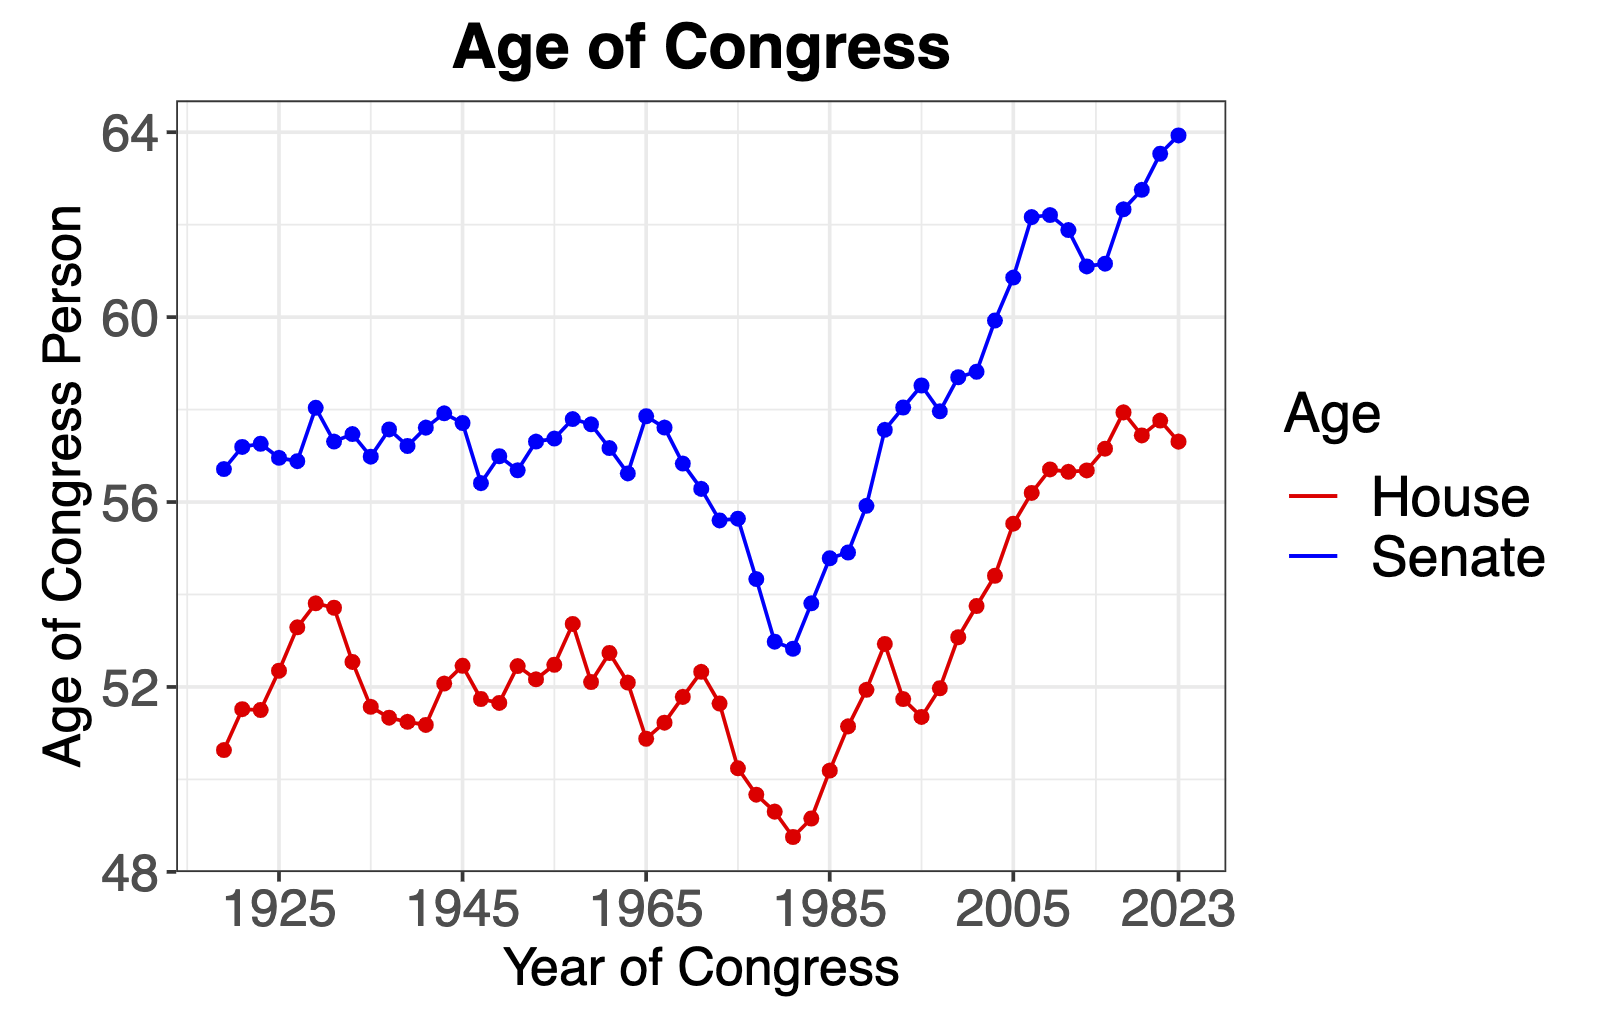 Age of Congress
Age of Congress Person
64
60
56
52
48
1925 1945 1965 1985 2005 2023
Year of Congress
Age
House
Senate